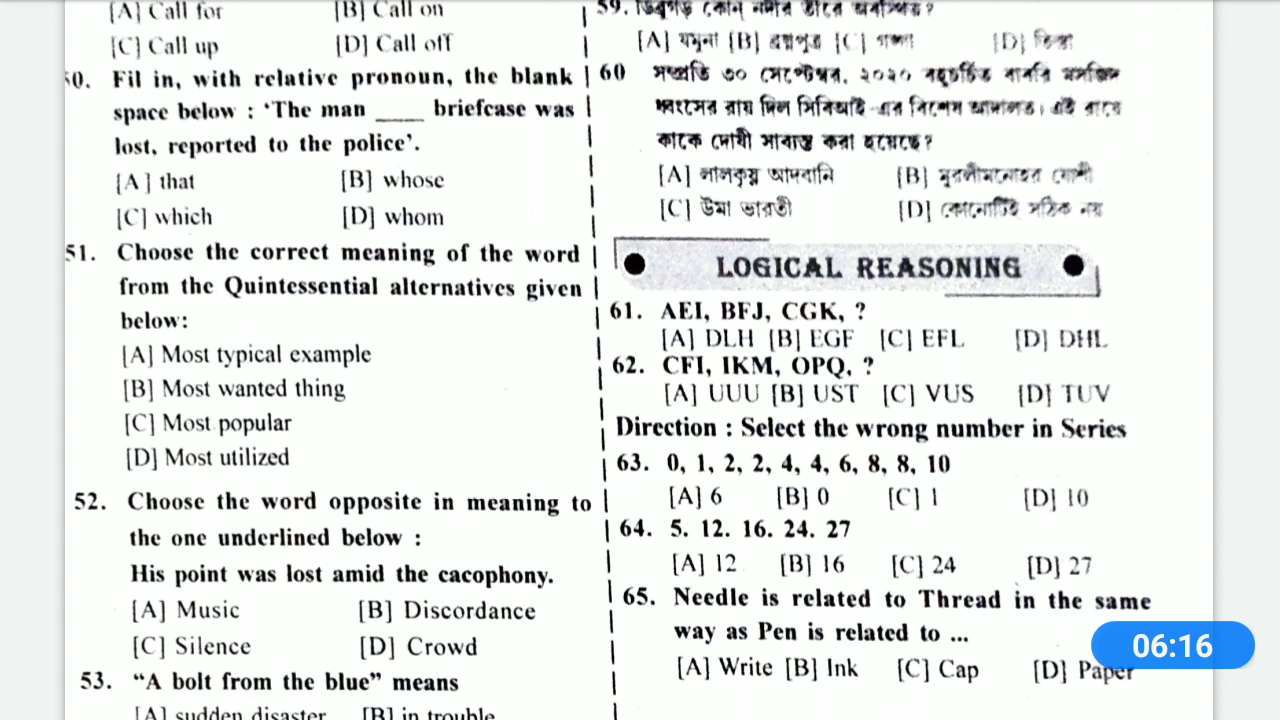 [A] Call for [B] Call on
[C] Call up [D] Call off
50. Fil in, with relative pronoun, the blank
space below : ‘The man ____ briefcase was
lost, reported to the police’.
[A ] that [B] whose
[C] which [D] whom
51. Choose the correct meaning of the word
from the Quintessential alternatives given
below:
[A] Most typical example
[B] Most wanted thing
[C] Most popular
[D] Most utilized
52. Choose the word opposite in meaning to
the one underlined below :
His point was lost amid the cacophony.
[A] Music [B] Discordance
[C] Silence [D] Crowd
53. “A bolt from the blue” means
[A] sudden disaster [B] in trouble
59. ডিব্রুগড় কোন্ নদীর তীরে অবস্থিত?
[A] যমুনা [B] ব্রহ্মপুত্র [C] গঙ্গা [D] তিস্তা
60 সম্প্রতি ৩০ সেপ্টেম্বর, ২০২০ বহুচর্চিত বাবরি মসজিদ
ধ্বংসের রায় দিল সিবিআই-এর বিশেষ আদালত। এই রায়ে
কাকে দোষী সাব্যস্ত করা হয়েছে?
[A] লালকৃষ্ণ আদবানি [B] মুরলীমনোহর যোশী
[C] উমা ভারতী [D] কোনোটিই সঠিক নয়
LOGICAL REASONING
61. AEI, BFJ, CGK, ?
[A] DLH [B] EGF [C] EFL [D] DHL
62. CFI, IKM, OPQ, ?
[A] UUU [B] UST [C] VUS [D] TUV
Direction : Select the wrong number in Series
63. 0, 1, 2, 2, 4, 4, 6, 8, 8, 10
[A] 6 [B] 0 [C] 1 [D] 10
64. 5. 12. 16. 24. 27
[A] 12 [B] 16 [C] 24 [D] 27
65. Needle is related to Thread in the same
way as Pen is related to ...
[A] Write [B] Ink [C] Cap [D] Paper
06:16